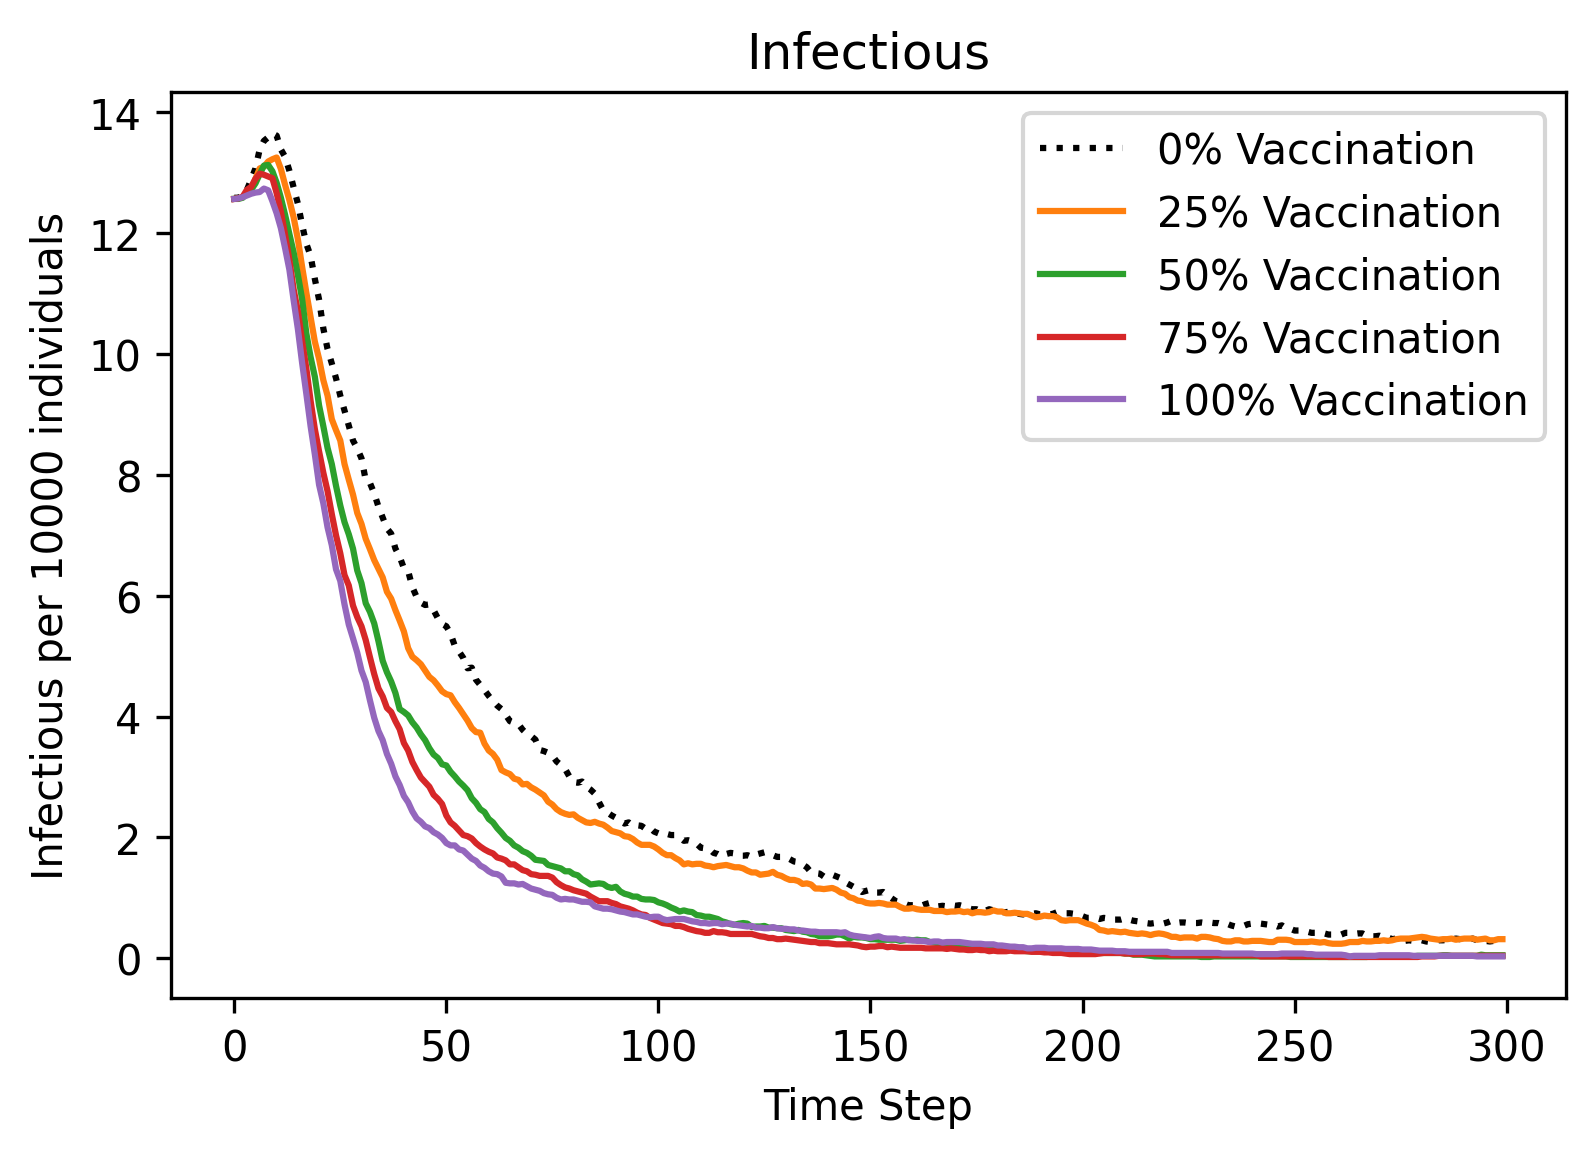 Infectious
14
12
10
8
6
4
2
0
Infectious per 10000 individuals
0% Vaccination
25% Vaccination
50% Vaccination
75% Vaccination
100% Vaccination
0 50 100 150 200 250 300
Time Step